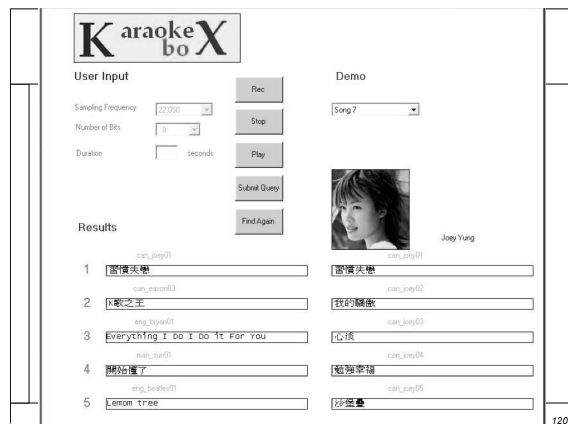 Karaoke boX
User Input
Demo
Rec
Sampling Frequency
22,050
Song 7
Number of Bits
8
Stop
Duration
seconds
Play
Submit Query
Find Again
Joey Yung
Results
can_joey01
can_joey01
1
習慣失戀
習慣失戀
can_eason03
can_joey02
2
K歌之王
我的驕傲
eng_bryan01
can_joey03
3
Everything I Do I Do it For You
心淡
man_sun01
can_joey04
4
開始懂了
勉強幸福
eng_beatles01
can_joey05
5
Lemom tree
沙堡壘
120